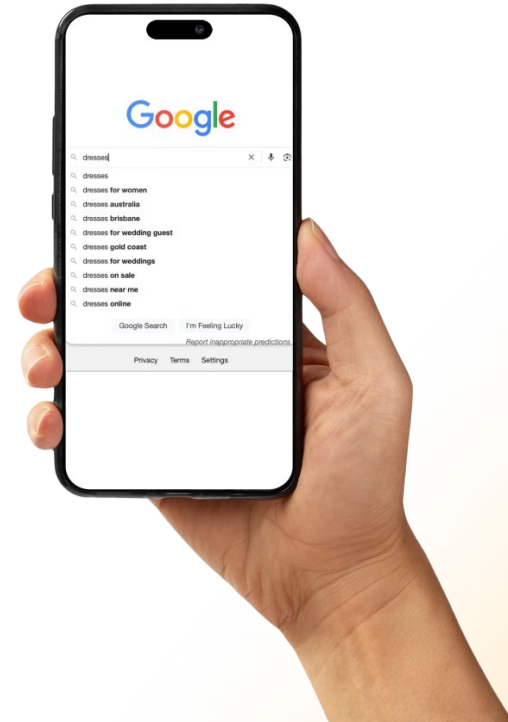 Google
dresses
dresses
dresses for women
dresses australia
dresses brisbane
dresses for wedding guest
dresses gold coast
dresses for weddings
dresses on sale
dresses near me
dresses online
Google Search I'm Feeling Lucky
Report inappropriate predictions
Privacy Terms Settings